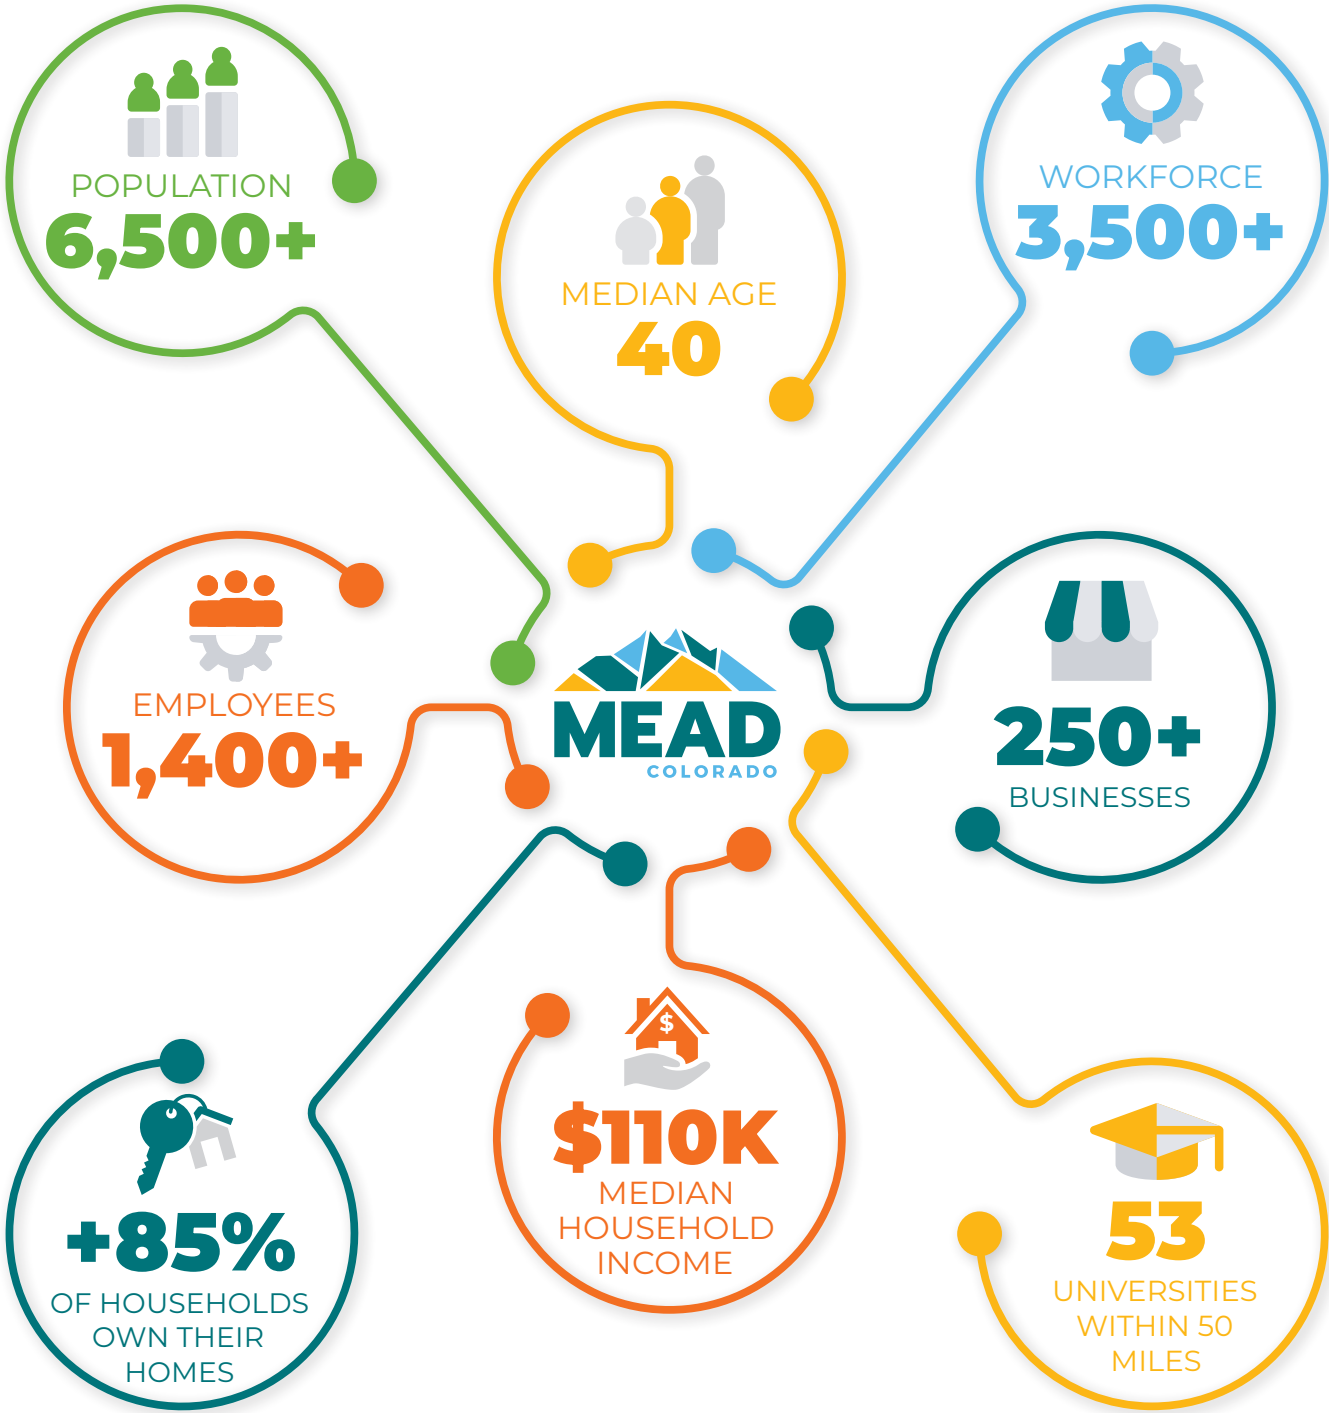 POPULATION
6,500+
MEDIAN AGE
40
WORKFORCE
3,500+
EMPLOYEES
1,400+
MEAD
COLORADO
250+
BUSINESSES
+85%
OF HOUSEHOLDS
OWN THEIR
HOMES
$
$110K
MEDIAN
HOUSEHOLD
INCOME
53
UNIVERSITIES
WITHIN 50
MILES